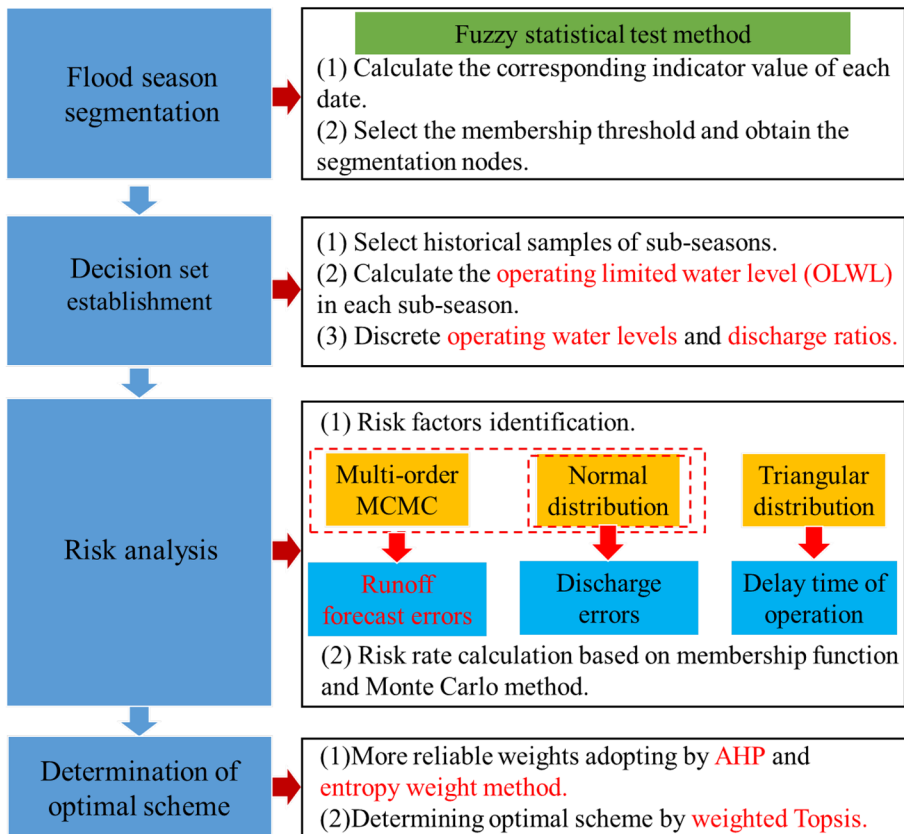 Flood season
segmentation
Fuzzy statistical test method
(1) Calculate the corresponding indicator value of each
date.
(2) Select the membership threshold and obtain the
segmentation nodes.
Decision set
establishment
(1) Select historical samples of sub-seasons.
(2) Calculate the operating limited water level (OLWL)
in each sub-season.
(3) Discrete operating water levels and discharge ratios.
Risk analysis
(1) Risk factors identification.
Multi-order
MCMC
Normal
distribution
Triangular
distribution
Runoff
forecast errors
Discharge
errors
Delay time of
operation
(2) Risk rate calculation based on membership function
and Monte Carlo method.
Determination of
optimal scheme
(1)More reliable weights adopting by AHP and
entropy weight method.
(2)Determining optimal scheme by weighted Topsis.